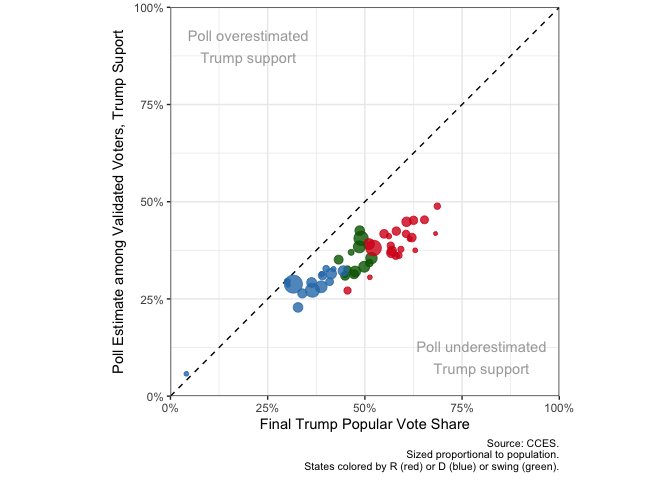 Poll Estimate among Validated Voters, Trump Suport
100%
75%
50%
25%
0%
Poll overestimated
Trump support
Poll underestimated
Trump support
0%
25%
50%
75%
100%
Final Trump Popular Vote Share
Source: CCES.
Sized proportional to population.
States colored by R (red) or D (blue) or swing (green).